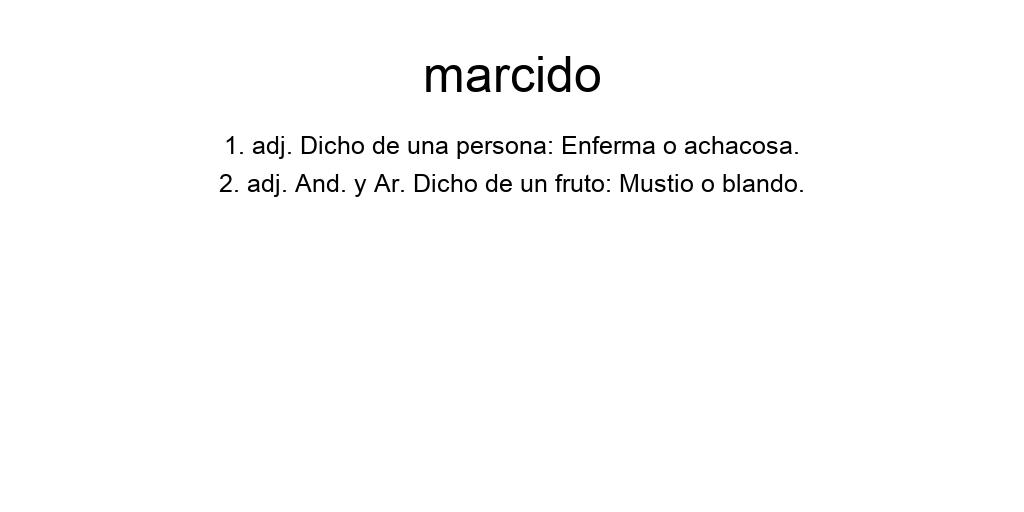 marcido
1. adj. Dicho de una persona: Enferma o achacosa.
2. adj. And. y Ar. Dicho de un fruto: Mustio o blando.